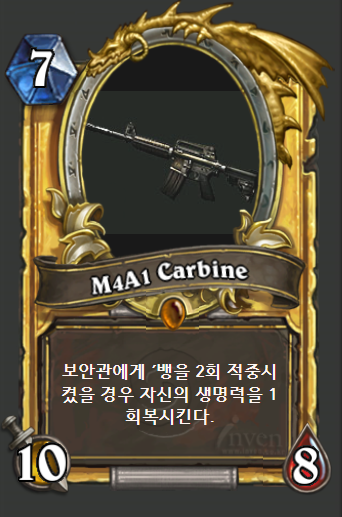 7
M4A1 Carbine
보안관에게 ´뱅을 2회 적중시
켰을 경우 자신의 생명력을 1
회복시킨다.
inven
10
8